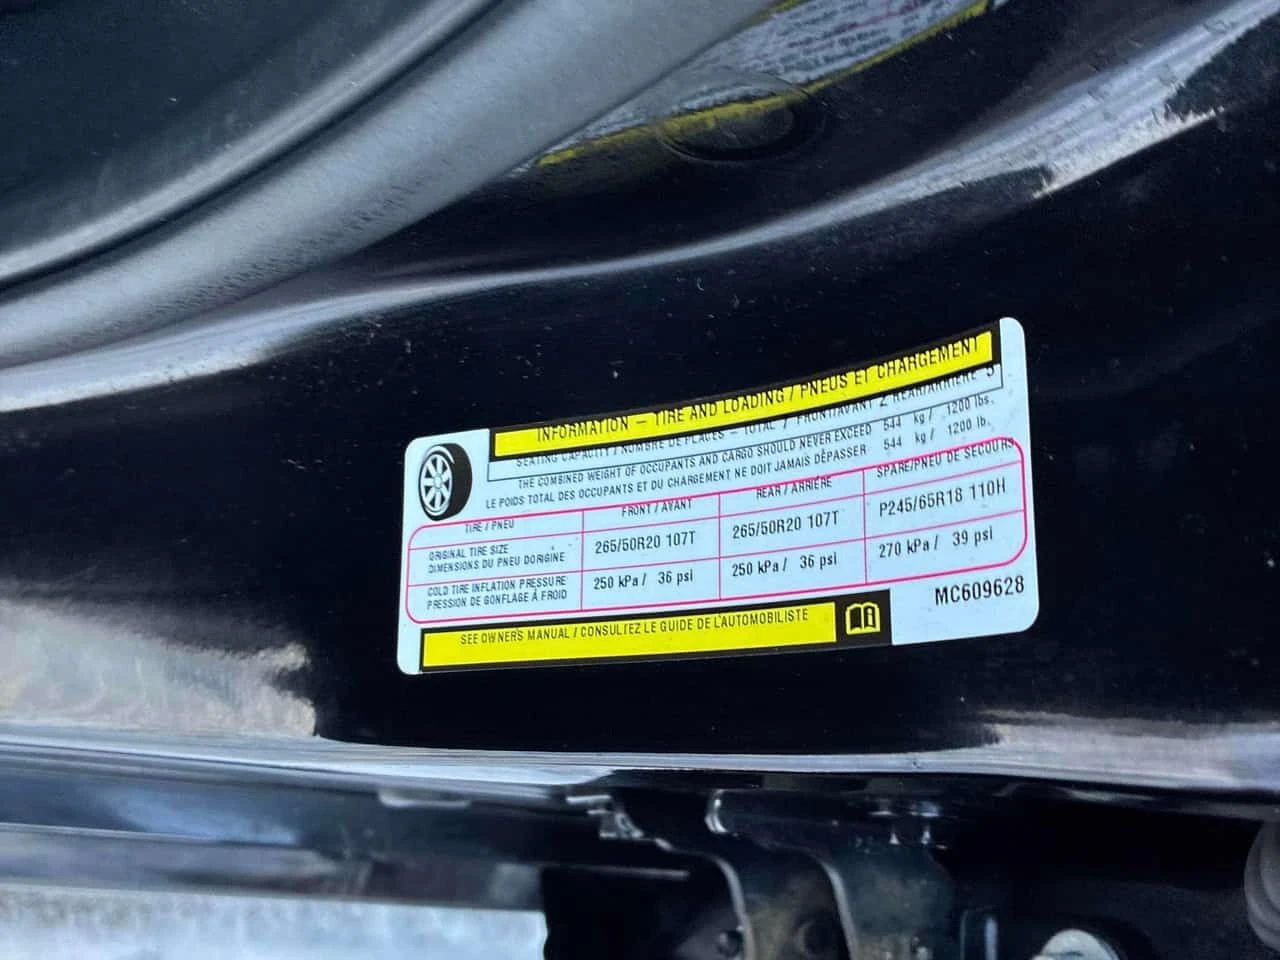 INFORMATION — TIRE AND LOADING / PNEUS ET CHARGEMENT
SEATING CAPACITY / NOMBRE DE PLACES — TOTAL 7 FRONT/AVANT 2 REAR/ARRIÈRE 5
THE COMBINED WEIGHT OF OCCUPANTS AND CARGO SHOULD NEVER EXCEED 544 kg / 1200 lbs.
LE POIDS TOTAL DES OCCUPANTS ET DU CHARGEMENT NE DOIT JAMAIS DÉPASSER 544 kg / 1200 lb.
TIRE / PNEU FRONT / AVANT REAR / ARRIÈRE SPARE/PNEU DE SECOURS
ORIGINAL TIRE SIZE
DIMENSIONS DU PNEU DORIGINE 265/50R20 107T 265/50R20 107T P245/65R18 110H
COLD TIRE INFLATION PRESSURE
PRESSION DE GONFLAGE À FROID 250 kPa / 36 psi 250 kPa / 36 psi 270 kPa / 39 psi
SEE OWNER'S MANUAL / CONSULTEZ LE GUIDE DE L'AUTOMOBILISTE
MC609628